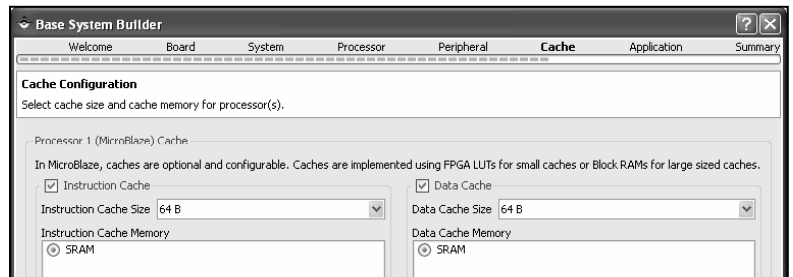 Base System Builder
Welcome Board System Processor Peripheral Cache Application Summary
Cache Configuration
Select cache size and cache memory for processor(s).
Processor 1 (MicroBlaze) Cache
In MicroBlaze, caches are optional and configurable. Caches are implemented using FPGA LUTs for small caches or Block RAMs for large sized caches.
Instruction Cache Data Cache
Instruction Cache Size 64 B Data Cache Size 64 B
Instruction Cache Memory Data Cache Memory
SRAM SRAM